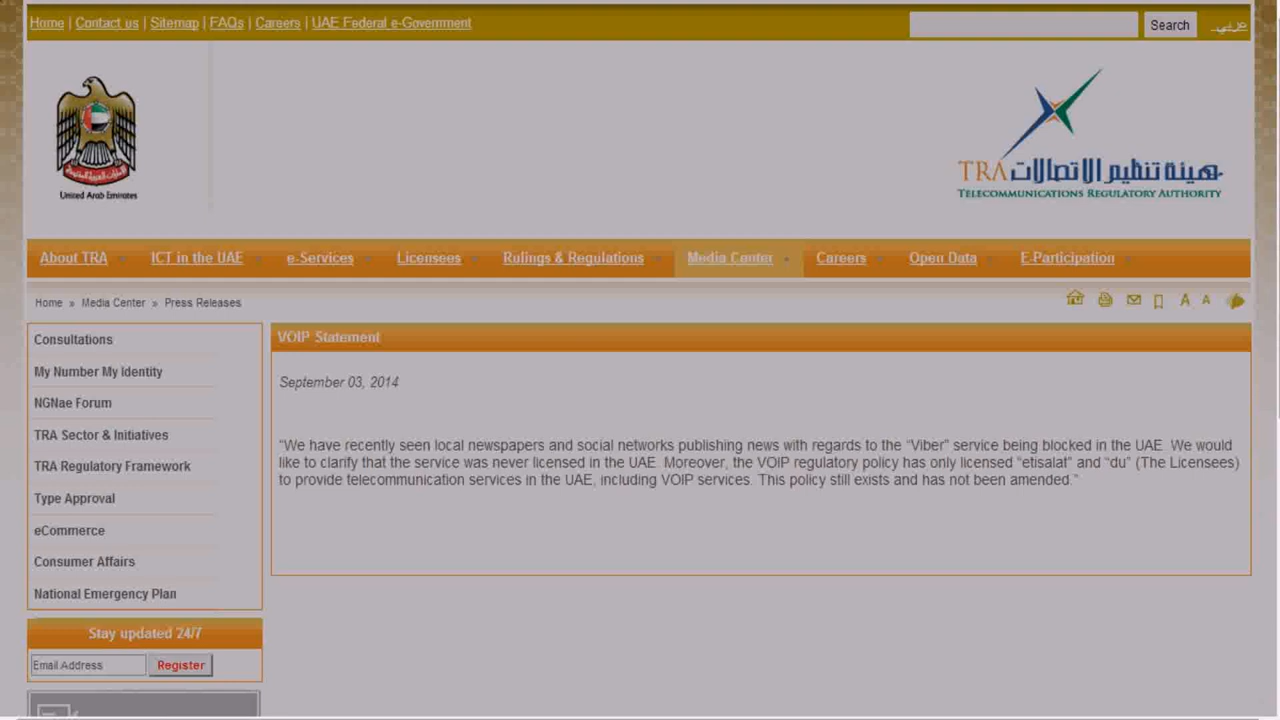 Home | Contact us | Sitemap | FAQs | Careers | UAE Federal e-Government
Search
عربي
United Arab Emirates
TRA هيئة تنظيم الاتصالات
TELECOMMUNICATIONS REGULATORY AUTHORITY
About TRA ICT in the UAE e-Services Licensees Rulings & Regulations Media Center Careers Open Data E-Participation
Home » Media Center » Press Releases
A A
Consultations
My Number My Identity
NGNae Forum
TRA Sector & Initiatives
TRA Regulatory Framework
Type Approval
eCommerce
Consumer Affairs
National Emergency Plan
Stay updated 24/7
Email Address Register
VOIP Statement
September 03, 2014
“We have recently seen local newspapers and social networks publishing news with regards to the “Viber” service being blocked in the UAE. We would
like to clarify that the service was never licensed in the UAE. Moreover, the VOIP regulatory policy has only licensed “etisalat” and “du” (The Licensees)
to provide telecommunication services in the UAE, including VOIP services. This policy still exists and has not been amended.”